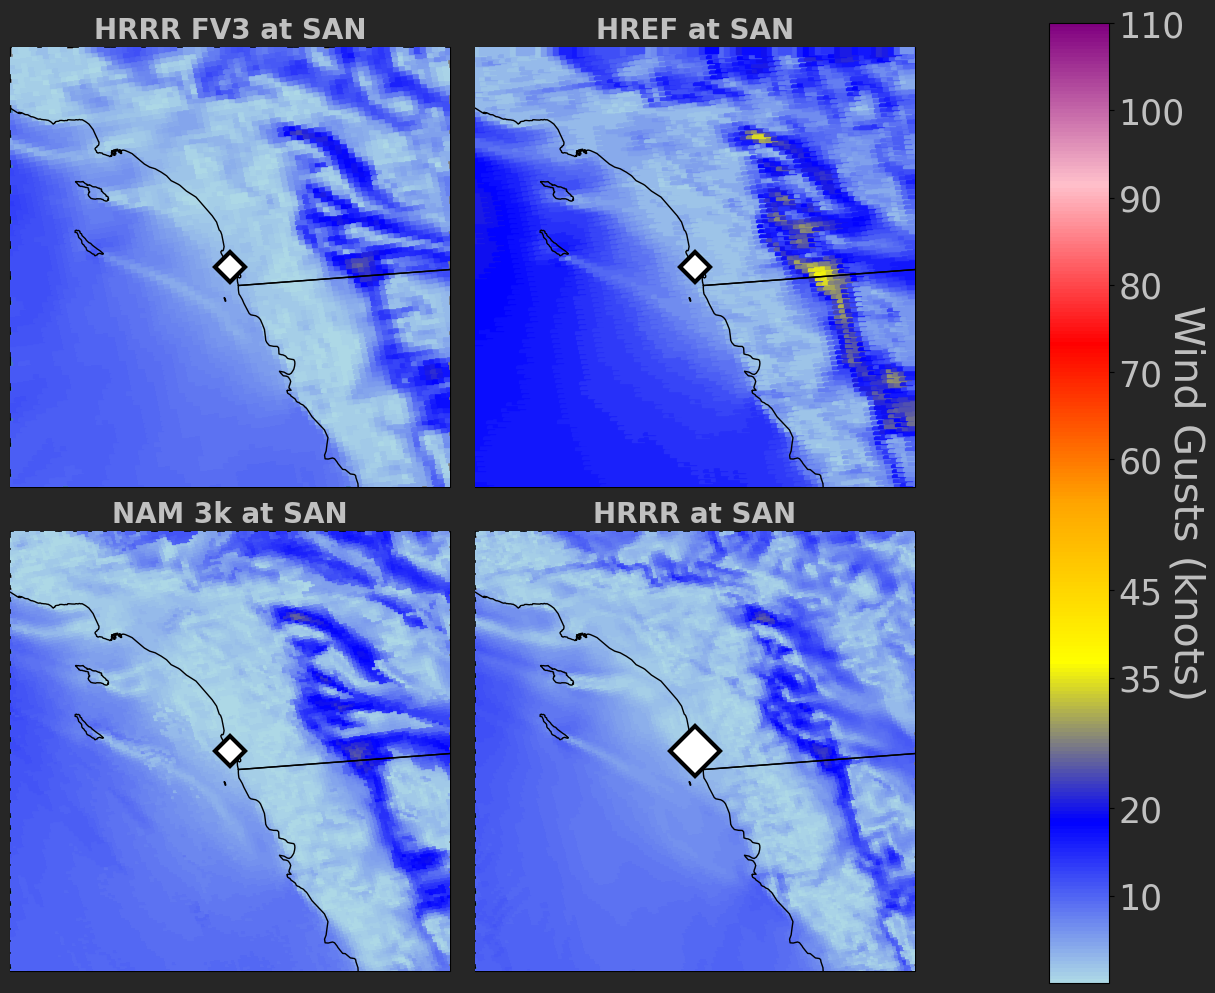 HRRR FV3 at SAN
HREF at SAN
NAM 3k at SAN
HRRR at SAN
110
100
90
80
70
60
45
35
20
10
Wind Gusts (knots)